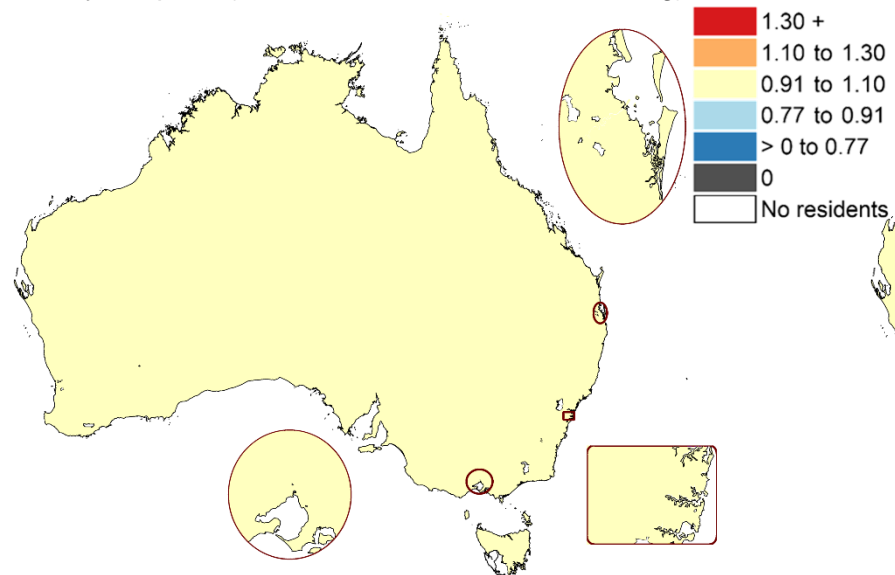 1.30 +
1.10 to 1.30
0.91 to 1.10
0.77 to 0.91
> 0 to 0.77
0
No residents